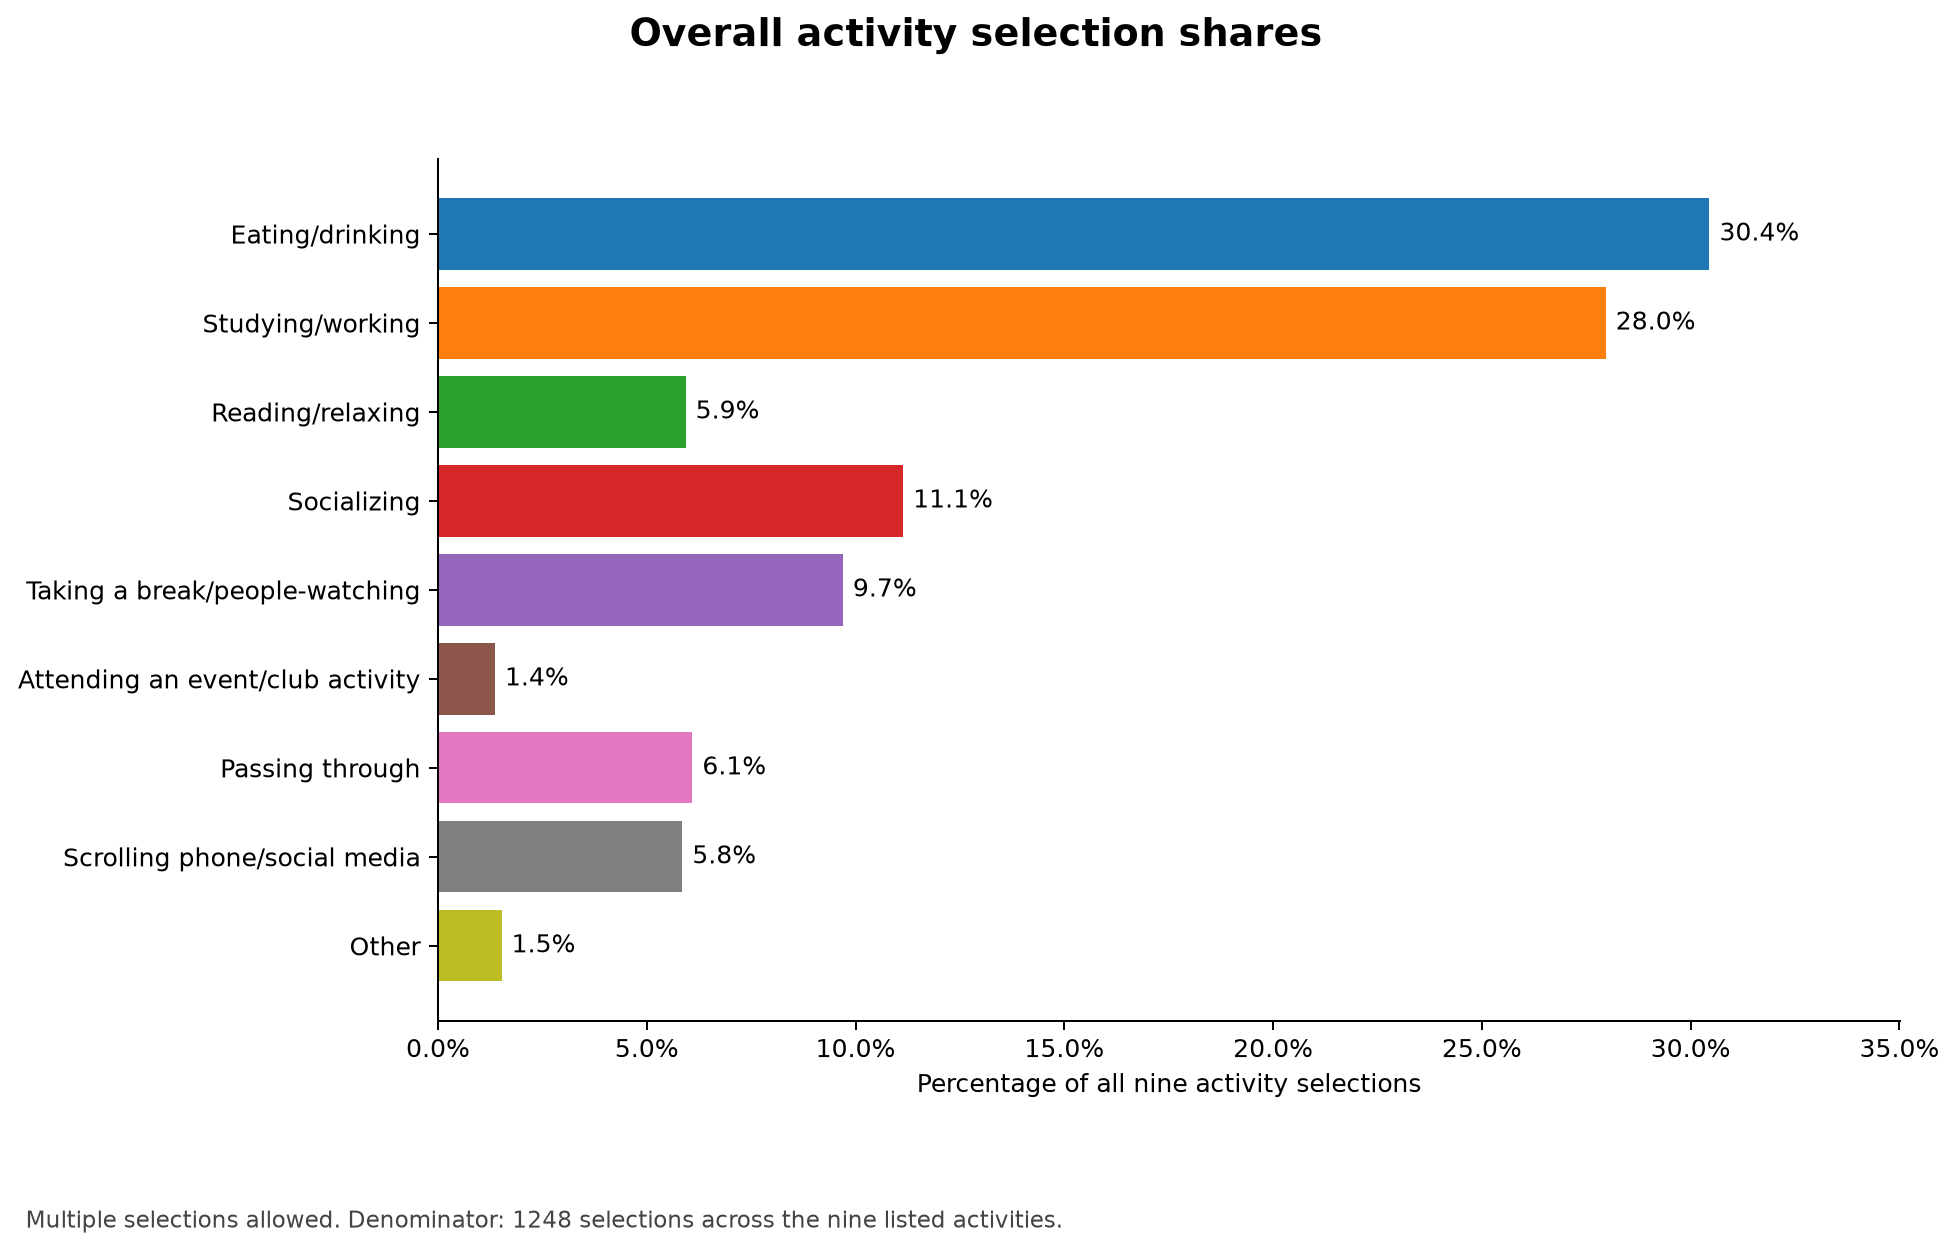 Overall activity selection shares
Eating/drinking 30.4%
Studying/working 28.0%
Reading/relaxing 5.9%
Socializing 11.1%
Taking a break/people-watching 9.7%
Attending an event/club activity 1.4%
Passing through 6.1%
Scrolling phone/social media 5.8%
Other 1.5%
0.0% 5.0% 10.0% 15.0% 20.0% 25.0% 30.0% 35.0%
Percentage of all nine activity selections
Multiple selections allowed. Denominator: 1248 selections across the nine listed activities.